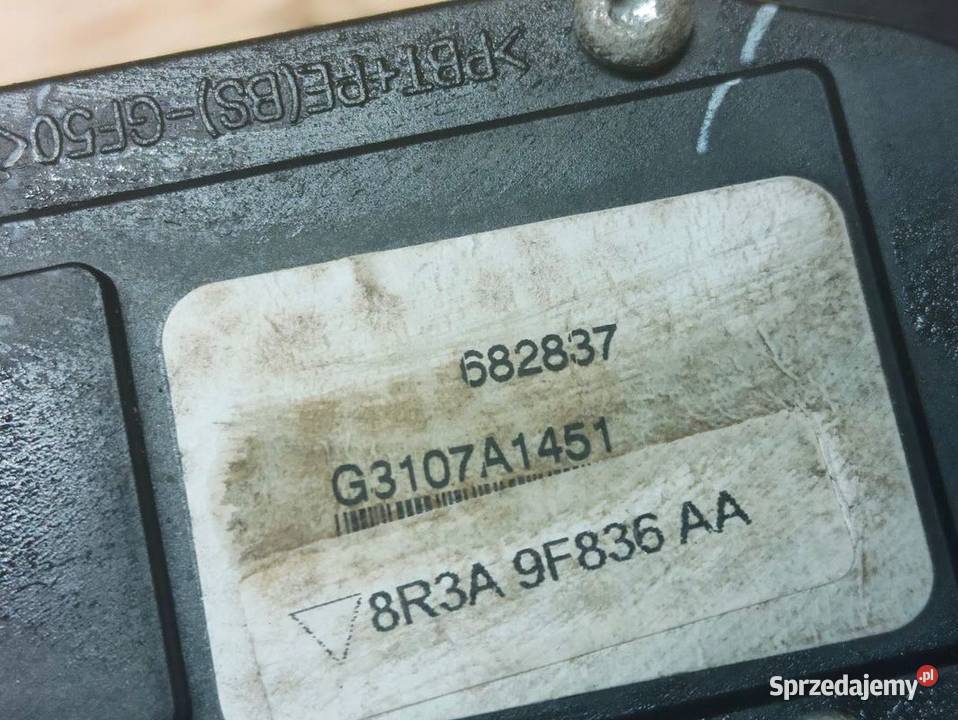 >PBT+PE(BS)-GF50<
682837
G3107A1451
8R3A 9F836 AA
Sprzedajemy.pl